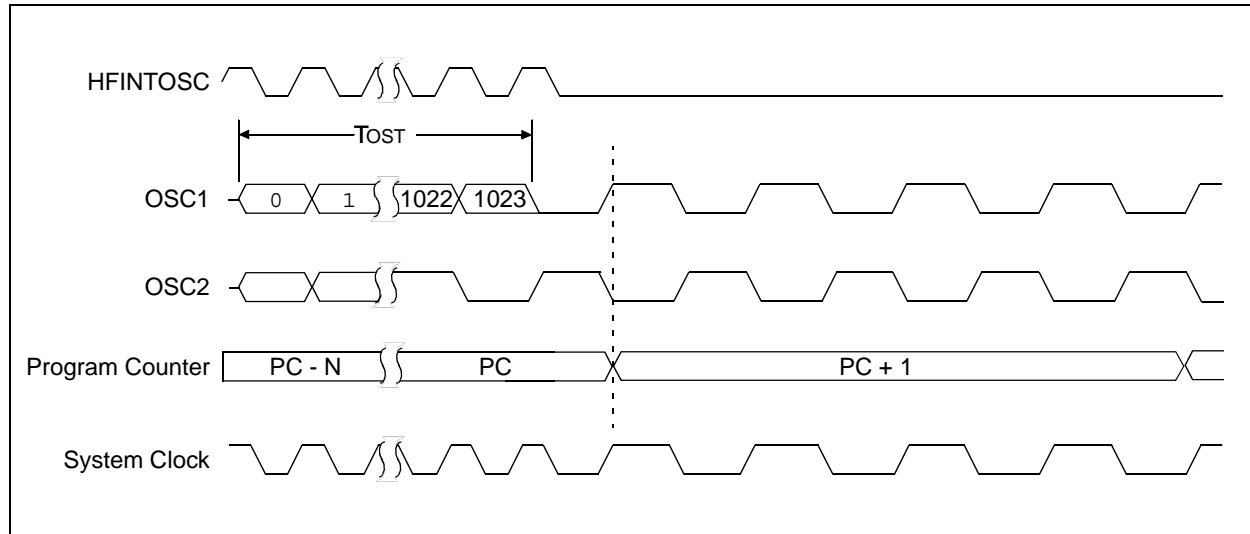 HFINTOSC
TOST
OSC1 0 1 1022 1023
OSC2
Program Counter PC - N PC PC + 1
System Clock